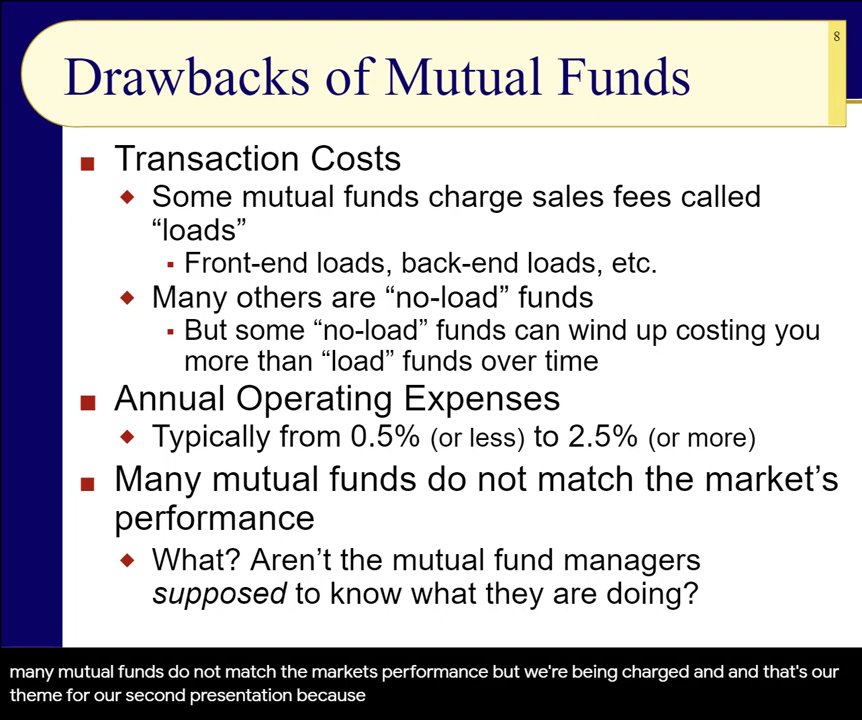 8
Drawbacks of Mutual Funds
Transaction Costs
Some mutual funds charge sales fees called
“loads”
Front-end loads, back-end loads, etc.
Many others are “no-load” funds
But some “no-load” funds can wind up costing you
more than “load” funds over time
Annual Operating Expenses
Typically from 0.5% (or less) to 2.5% (or more)
Many mutual funds do not match the market’s
performance
What? Aren’t the mutual fund managers
supposed to know what they are doing?
many mutual funds do not match the markets performance but we're being charged and and that's our
theme for our second presentation because